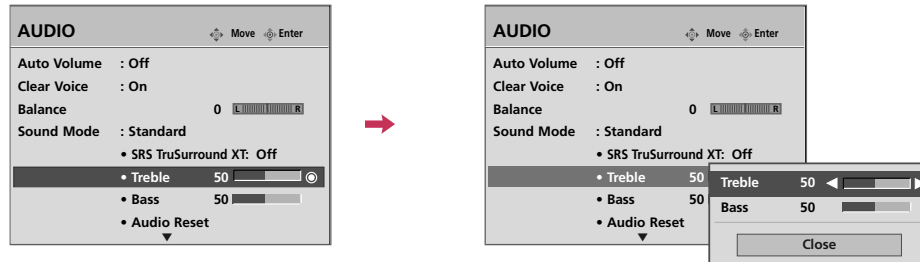 AUDIO
Move Enter
Auto Volume : Off
Clear Voice : On
Balance 0 L R
Sound Mode : Standard
• SRS TruSurround XT: Off
• Treble 50
• Bass 50
• Audio Reset
AUDIO
Move Enter
Auto Volume : Off
Clear Voice : On
Balance 0 L R
Sound Mode : Standard
• SRS TruSurround XT: Off
• Treble 50
• Bass 50
• Audio Reset
Treble 50
Bass 50
Close